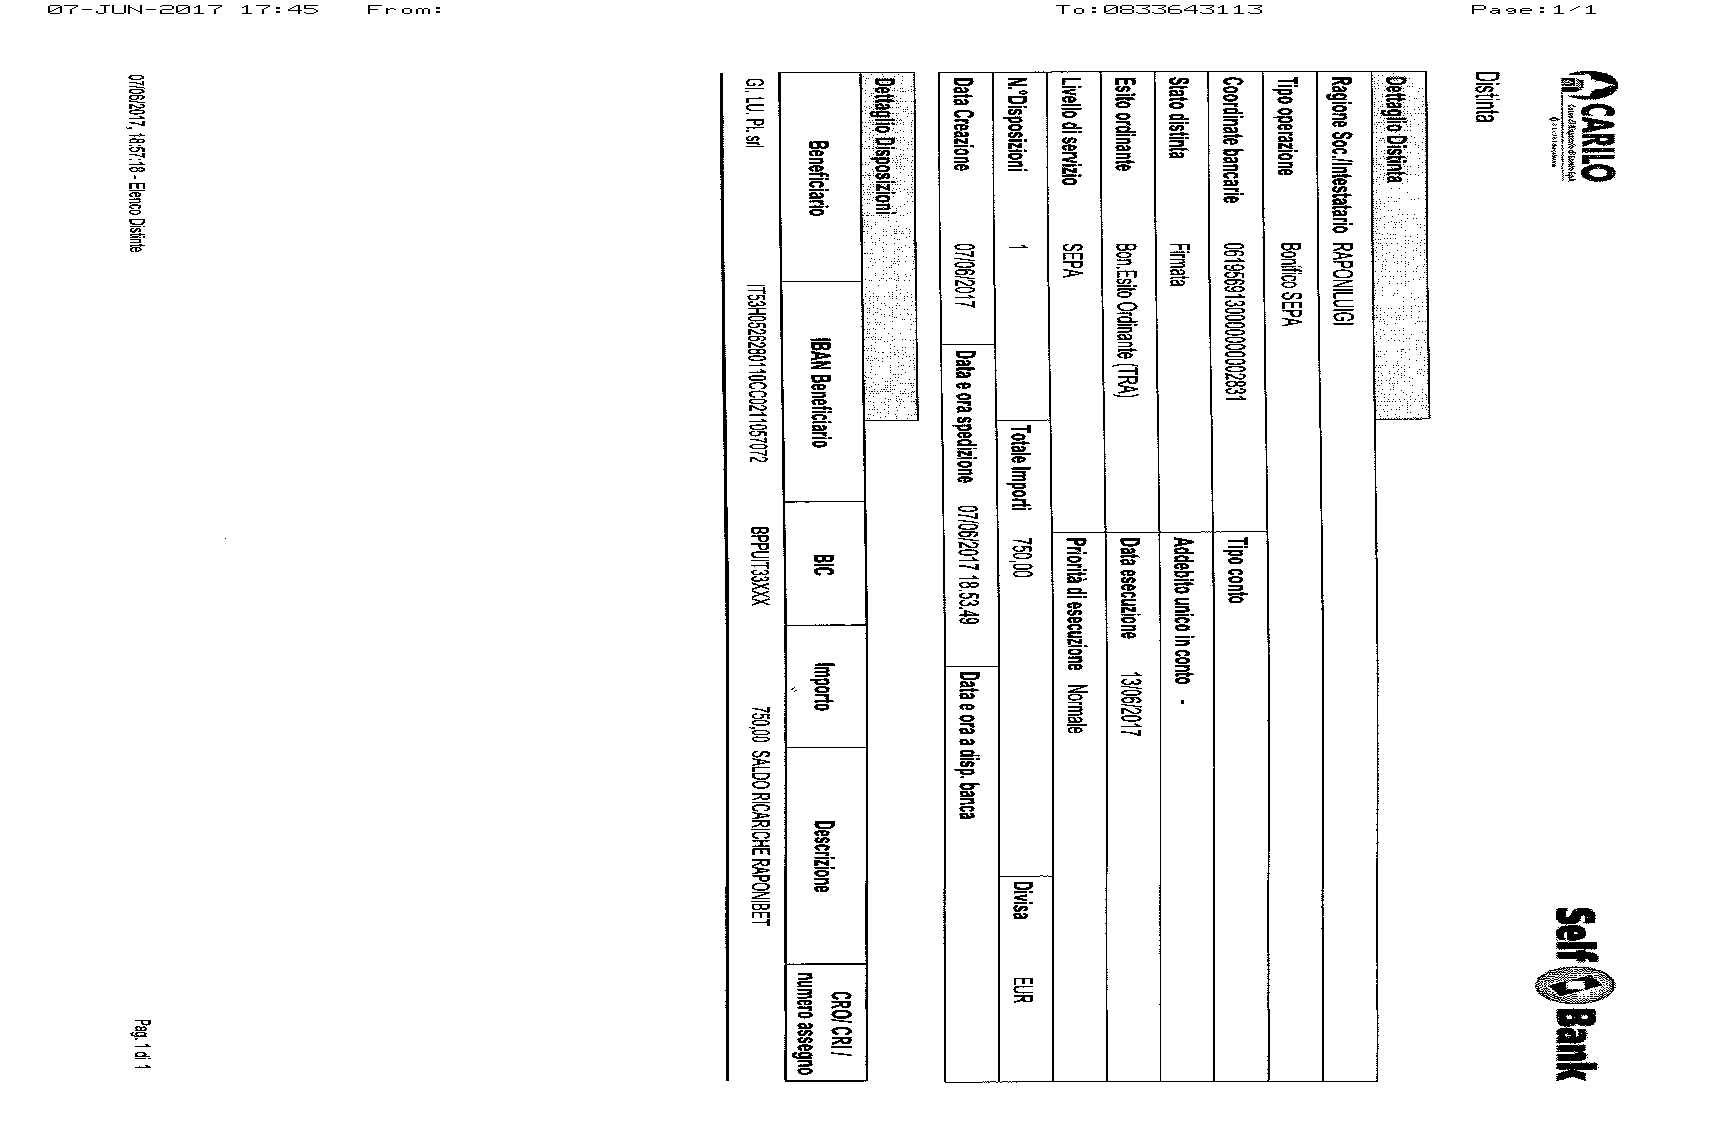 07-JUN-2017 17:45 From: To:0833643113 Page:1/1
CARILO
Self Bank
Distinta
Dettaglio Distinta
Ragione Soc./Intestatario RAPONILUIGI
Tipo operazione Bonifico SEPA
Coordinate bancarie 0619569130000000002831 Tipo conto
Stato distinta Firmata Addebito unico in conto -
Esito ordinante Bon.Esito Ordinante (TRA) Data esecuzione 13/06/2017
Livello di servizio SEPA Priorità di esecuzione Normale
N.°Disposizioni 1 Totale Importi 750,00 Divisa EUR
Data Creazione 07/06/2017 Data e ora spedizione 07/06/2017 18.53.49 Data e ora a disp. banca
Dettaglio Disposizioni
Beneficiario IBAN Beneficiario BIC Importo Descrizione CRO/ CRI / numero assegno
GI. LU. PI. srl IT53H0526280110CC0211057072 BPPUIT33XXX 750,00 SALDO RICARICHE RAPONIBET
07/06/2017, 18:57:18 - Elenco Distinte Pag. 1 di 1